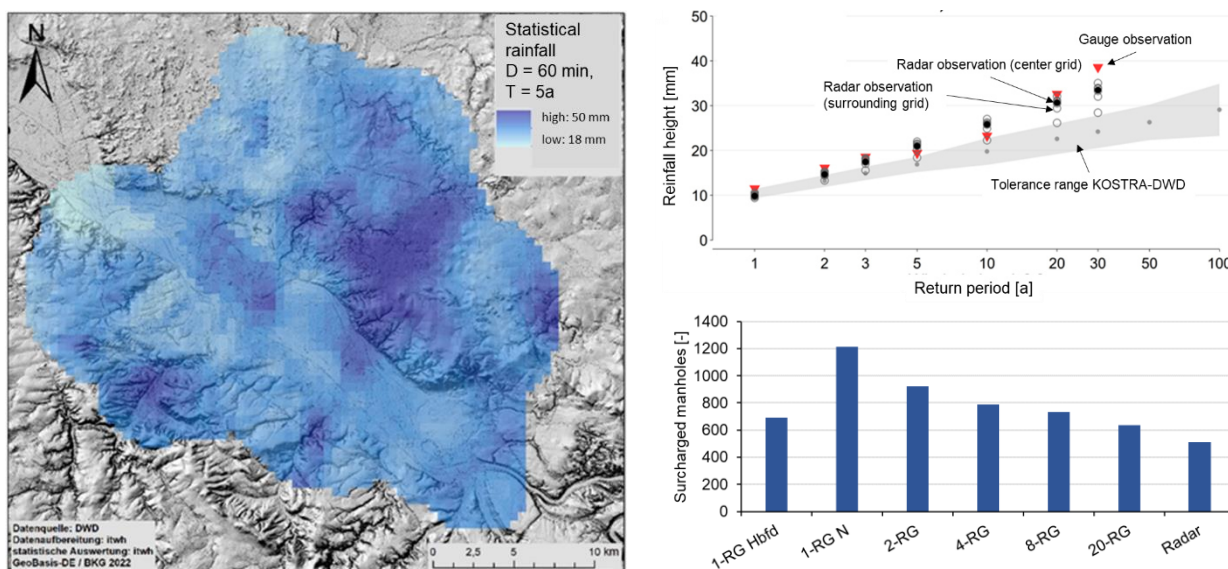 N
Statistical
rainfall
D = 60 min,
T = 5a
high: 50 mm
low: 18 mm
Datenquelle: DWD
Datenaufbereitung: itwh
statistische Auswertung: itwh
GeoBasis-DE / BKG 2022
0 2,5 5 10 km
Reinfall height [mm]
50
40
30
20
10
0
Gauge observation
Radar observation (center grid)
Radar observation
(surrounding grid)
Tolerance range KOSTRA-DWD
1 2 3 5 10 20 30 50 100
Return period [a]
Surcharged manholes [-]
1400
1200
1000
800
600
400
200
0
1-RG Hbfd
1-RG N
2-RG
4-RG
8-RG
20-RG
Radar